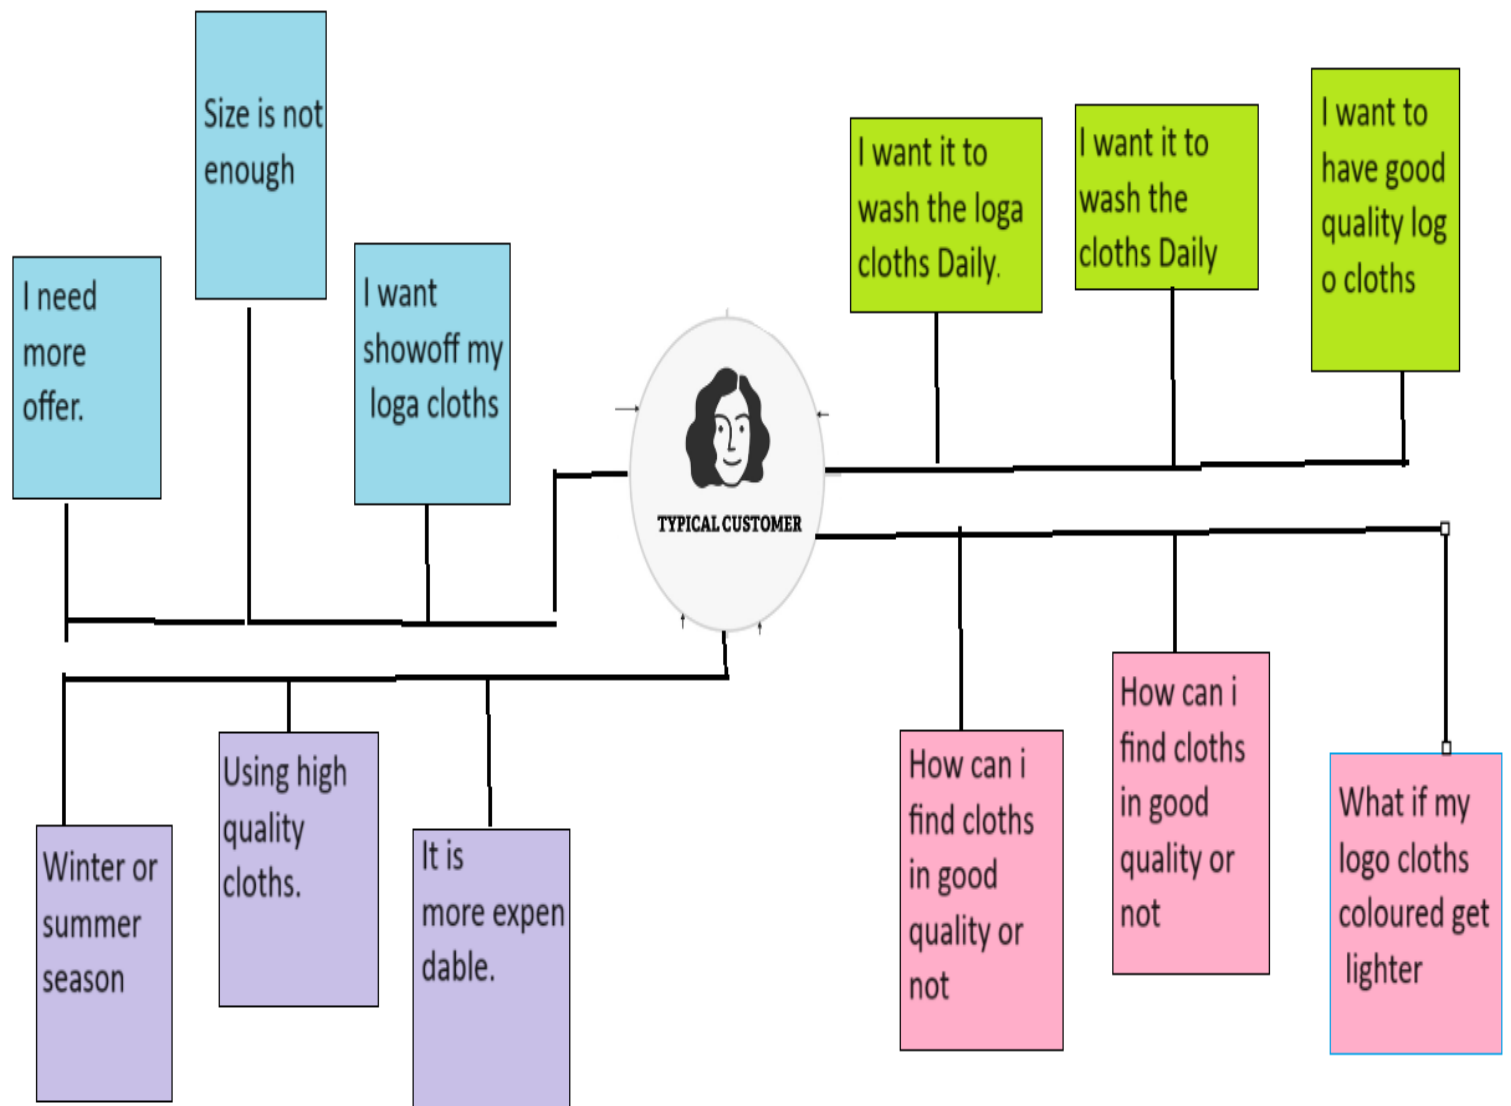 Size is not
enough
I need
more
offer.
I want
showoff my
loga cloths
TYPICAL CUSTOMER
I want it to
wash the loga
cloths Daily.
I want it to
wash the
cloths Daily
I want to
have good
quality log
o cloths
Winter or
summer
season
Using high
quality
cloths.
It is
more expen
dable.
How can i
find cloths
in good
quality or
not
How can i
find cloths
in good
quality or
not
What if my
logo cloths
coloured get
lighter